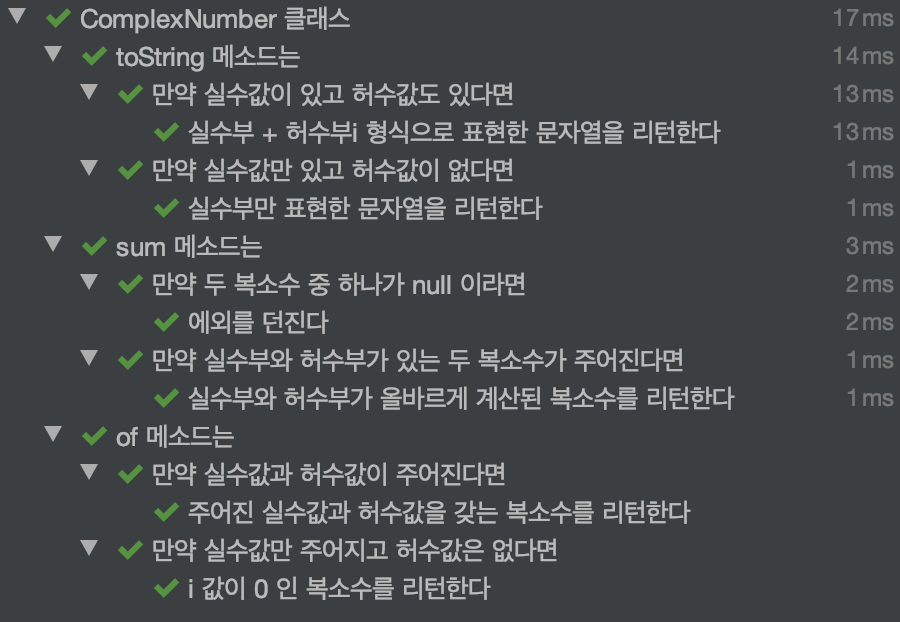 ComplexNumber 클래스 17 ms
toString 메소드는 14 ms
만약 실수값이 있고 허수값도 있다면 13 ms
실수부 + 허수부i 형식으로 표현한 문자열을 리턴한다 13 ms
만약 실수값만 있고 허수값이 없다면 1 ms
실수부만 표현한 문자열을 리턴한다 1 ms
sum 메소드는 3 ms
만약 두 복소수 중 하나가 null 이라면 2 ms
에외를 던진다 2 ms
만약 실수부와 허수부가 있는 두 복소수가 주어진다면 1 ms
실수부와 허수부가 올바르게 계산된 복소수를 리턴한다 1 ms
of 메소드는
만약 실수값과 허수값이 주어진다면
주어진 실수값과 허수값을 갖는 복소수를 리턴한다
만약 실수값만 주어지고 허수값은 없다면
i 값이 0 인 복소수를 리턴한다